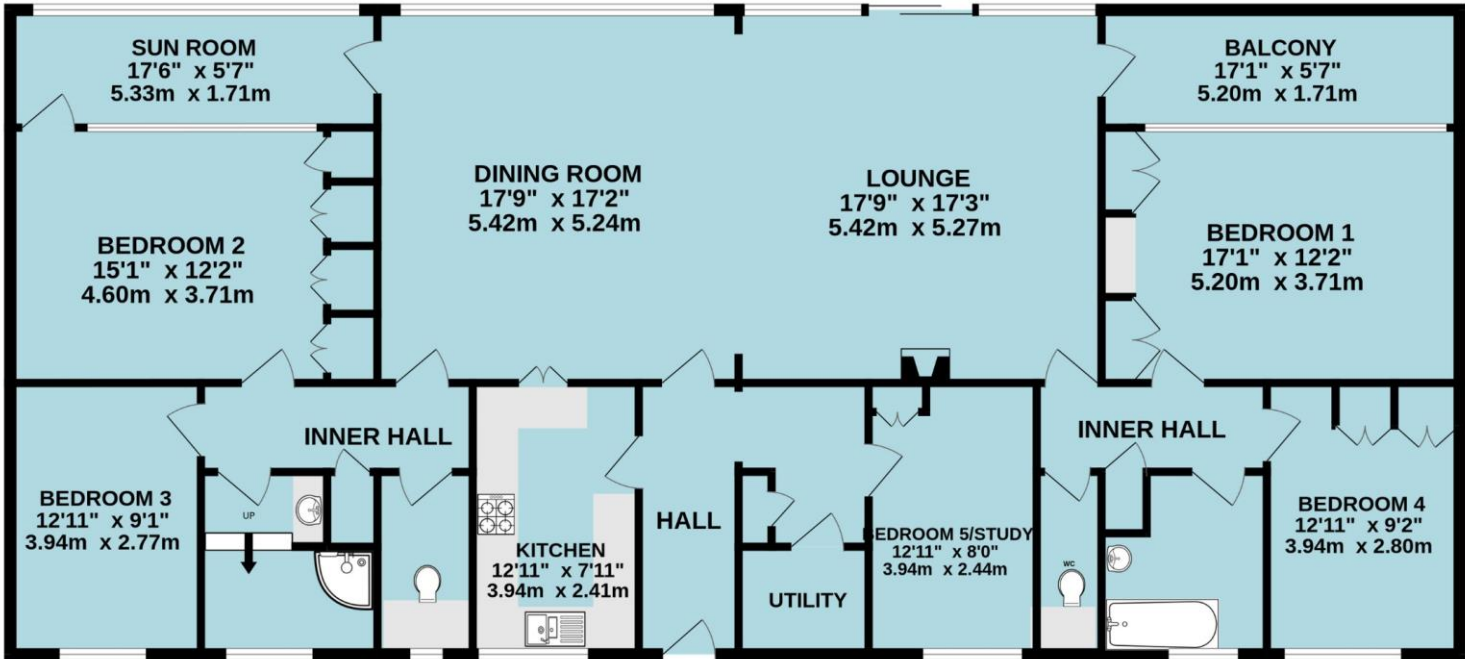 SUN ROOM
17'6" x 5'7"
5.33m x 1.71m
BALCONY
17'1" x 5'7"
5.20m x 1.71m
DINING ROOM
17'9" x 17'2"
5.42m x 5.24m
LOUNGE
17'9" x 17'3"
5.42m x 5.27m
BEDROOM 2
15'1" x 12'2"
4.60m x 3.71m
BEDROOM 1
17'1" x 12'2"
5.20m x 3.71m
INNER HALL
INNER HALL
BEDROOM 3
12'11" x 9'1"
3.94m x 2.77m
UP
KITCHEN
12'11" x 7'11"
3.94m x 2.41m
HALL
UTILITY
BEDROOM 5/STUDY
12'11" x 8'0"
3.94m x 2.44m
WC
BEDROOM 4
12'11" x 9'2"
3.94m x 2.80m